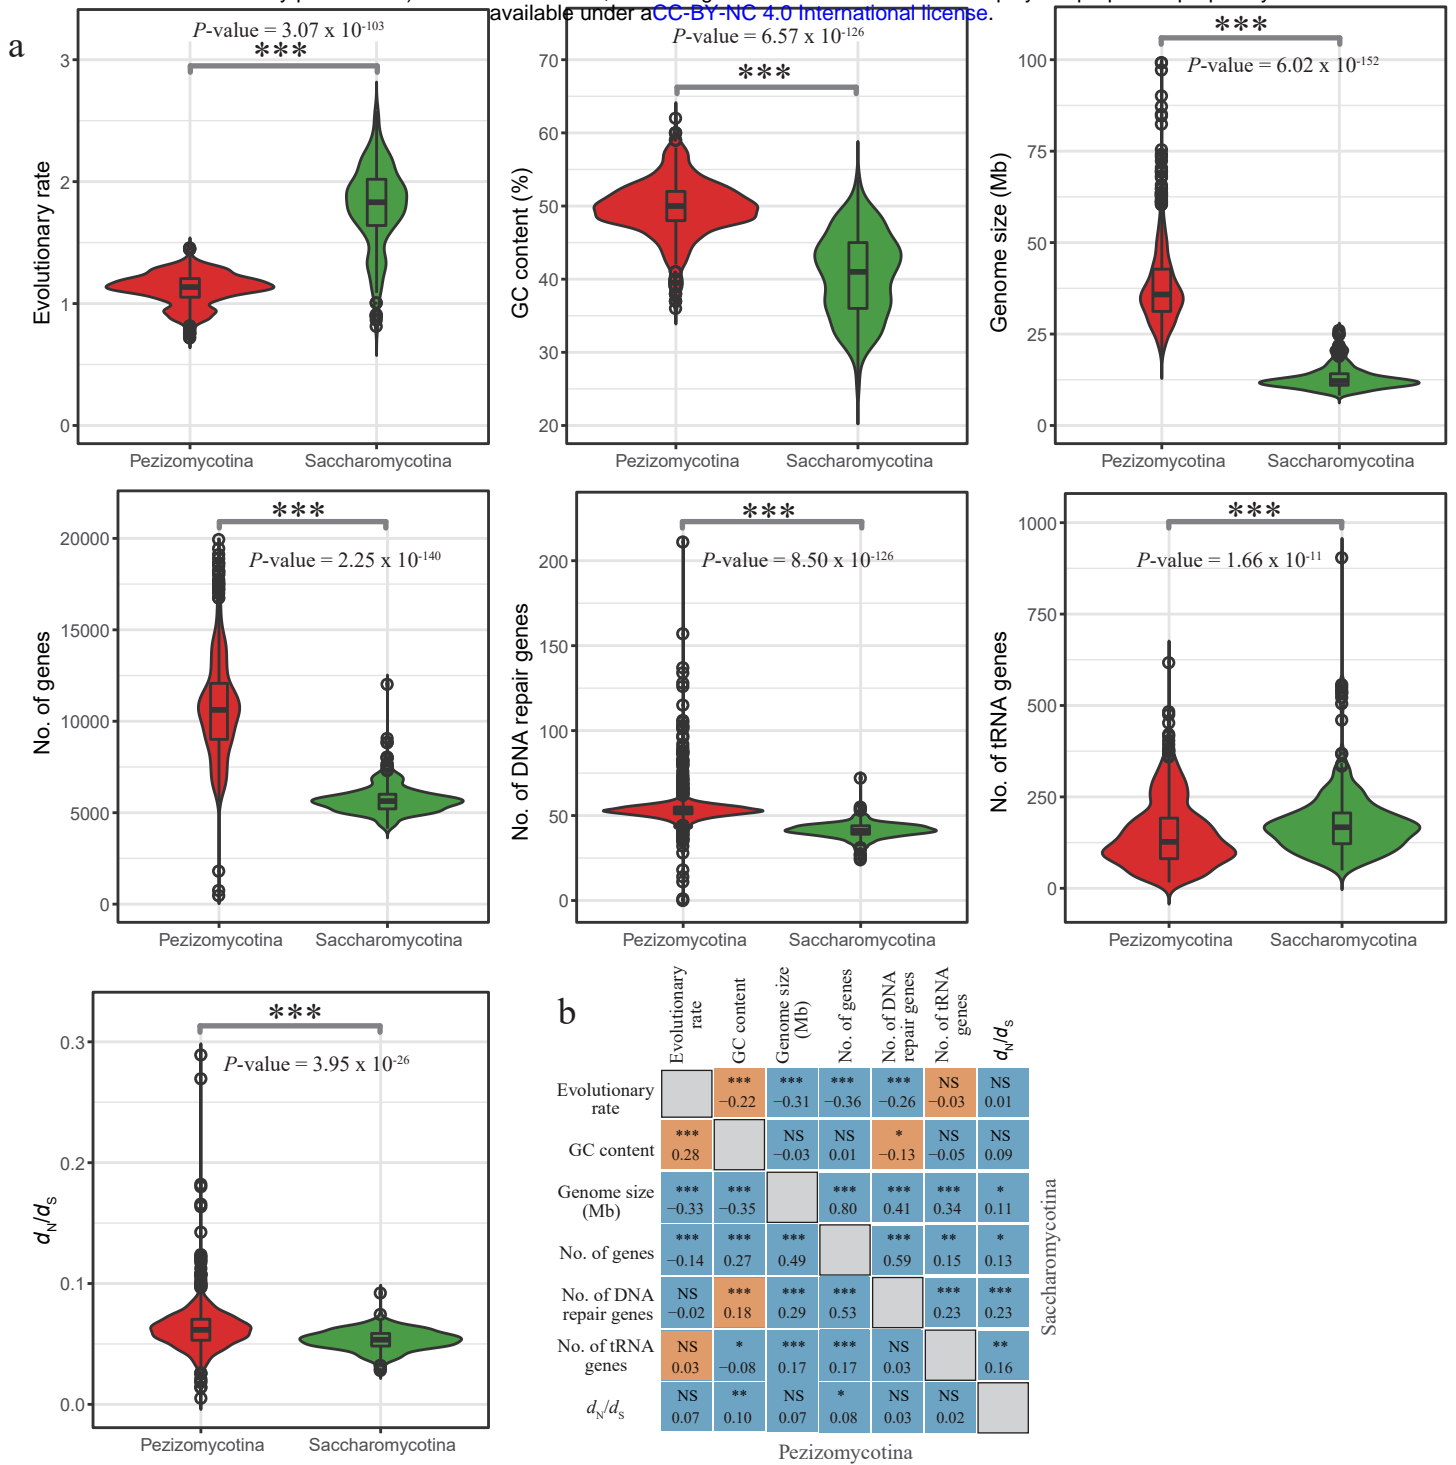 available under aCC-BY-NC 4.0 International license.
a
P-value = 3.07 x 10-103
***
Evolutionary rate
3
2
1
0
Pezizomycotina Saccharomycotina
P-value = 6.57 x 10-126
***
GC content (%)
70
60
50
40
30
20
Pezizomycotina Saccharomycotina
***
P-value = 6.02 x 10-152
Genome size (Mb)
100
75
50
25
0
Pezizomycotina Saccharomycotina
***
P-value = 2.25 x 10-140
No. of genes
20000
15000
10000
5000
0
Pezizomycotina Saccharomycotina
***
P-value = 8.50 x 10-126
No. of DNA repair genes
200
150
100
50
0
Pezizomycotina Saccharomycotina
***
P-value = 1.66 x 10-11
No. of tRNA genes
1000
750
500
250
0
Pezizomycotina Saccharomycotina
***
P-value = 3.95 x 10-26
dN/dS
0.3
0.2
0.1
0.0
Pezizomycotina Saccharomycotina
b
Evolutionary
rate
GC content
Genome size
(Mb)
No. of genes
No. of DNA
repair genes
No. of tRNA
genes
dN/dS
Evolutionary
rate
*** *** *** *** NS NS
−0.22 −0.31 −0.36 −0.26 −0.03 0.01
GC content
*** NS NS * NS NS
0.28 −0.03 0.01 −0.13 −0.05 0.09
Genome size
(Mb)
*** *** *** *** *** *
−0.33 −0.35 0.80 0.41 0.34 0.11
No. of genes
*** *** *** *** ** *
−0.14 0.27 0.49 0.59 0.15 0.13
No. of DNA
repair genes
NS *** *** *** *** ***
−0.02 0.18 0.29 0.53 0.23 0.23
No. of tRNA
genes
NS * *** *** NS **
0.03 −0.08 0.17 0.17 0.03 0.16
dN/dS
NS ** NS * NS NS
0.07 0.10 0.07 0.08 0.03 0.02
Pezizomycotina
Saccharomycotina